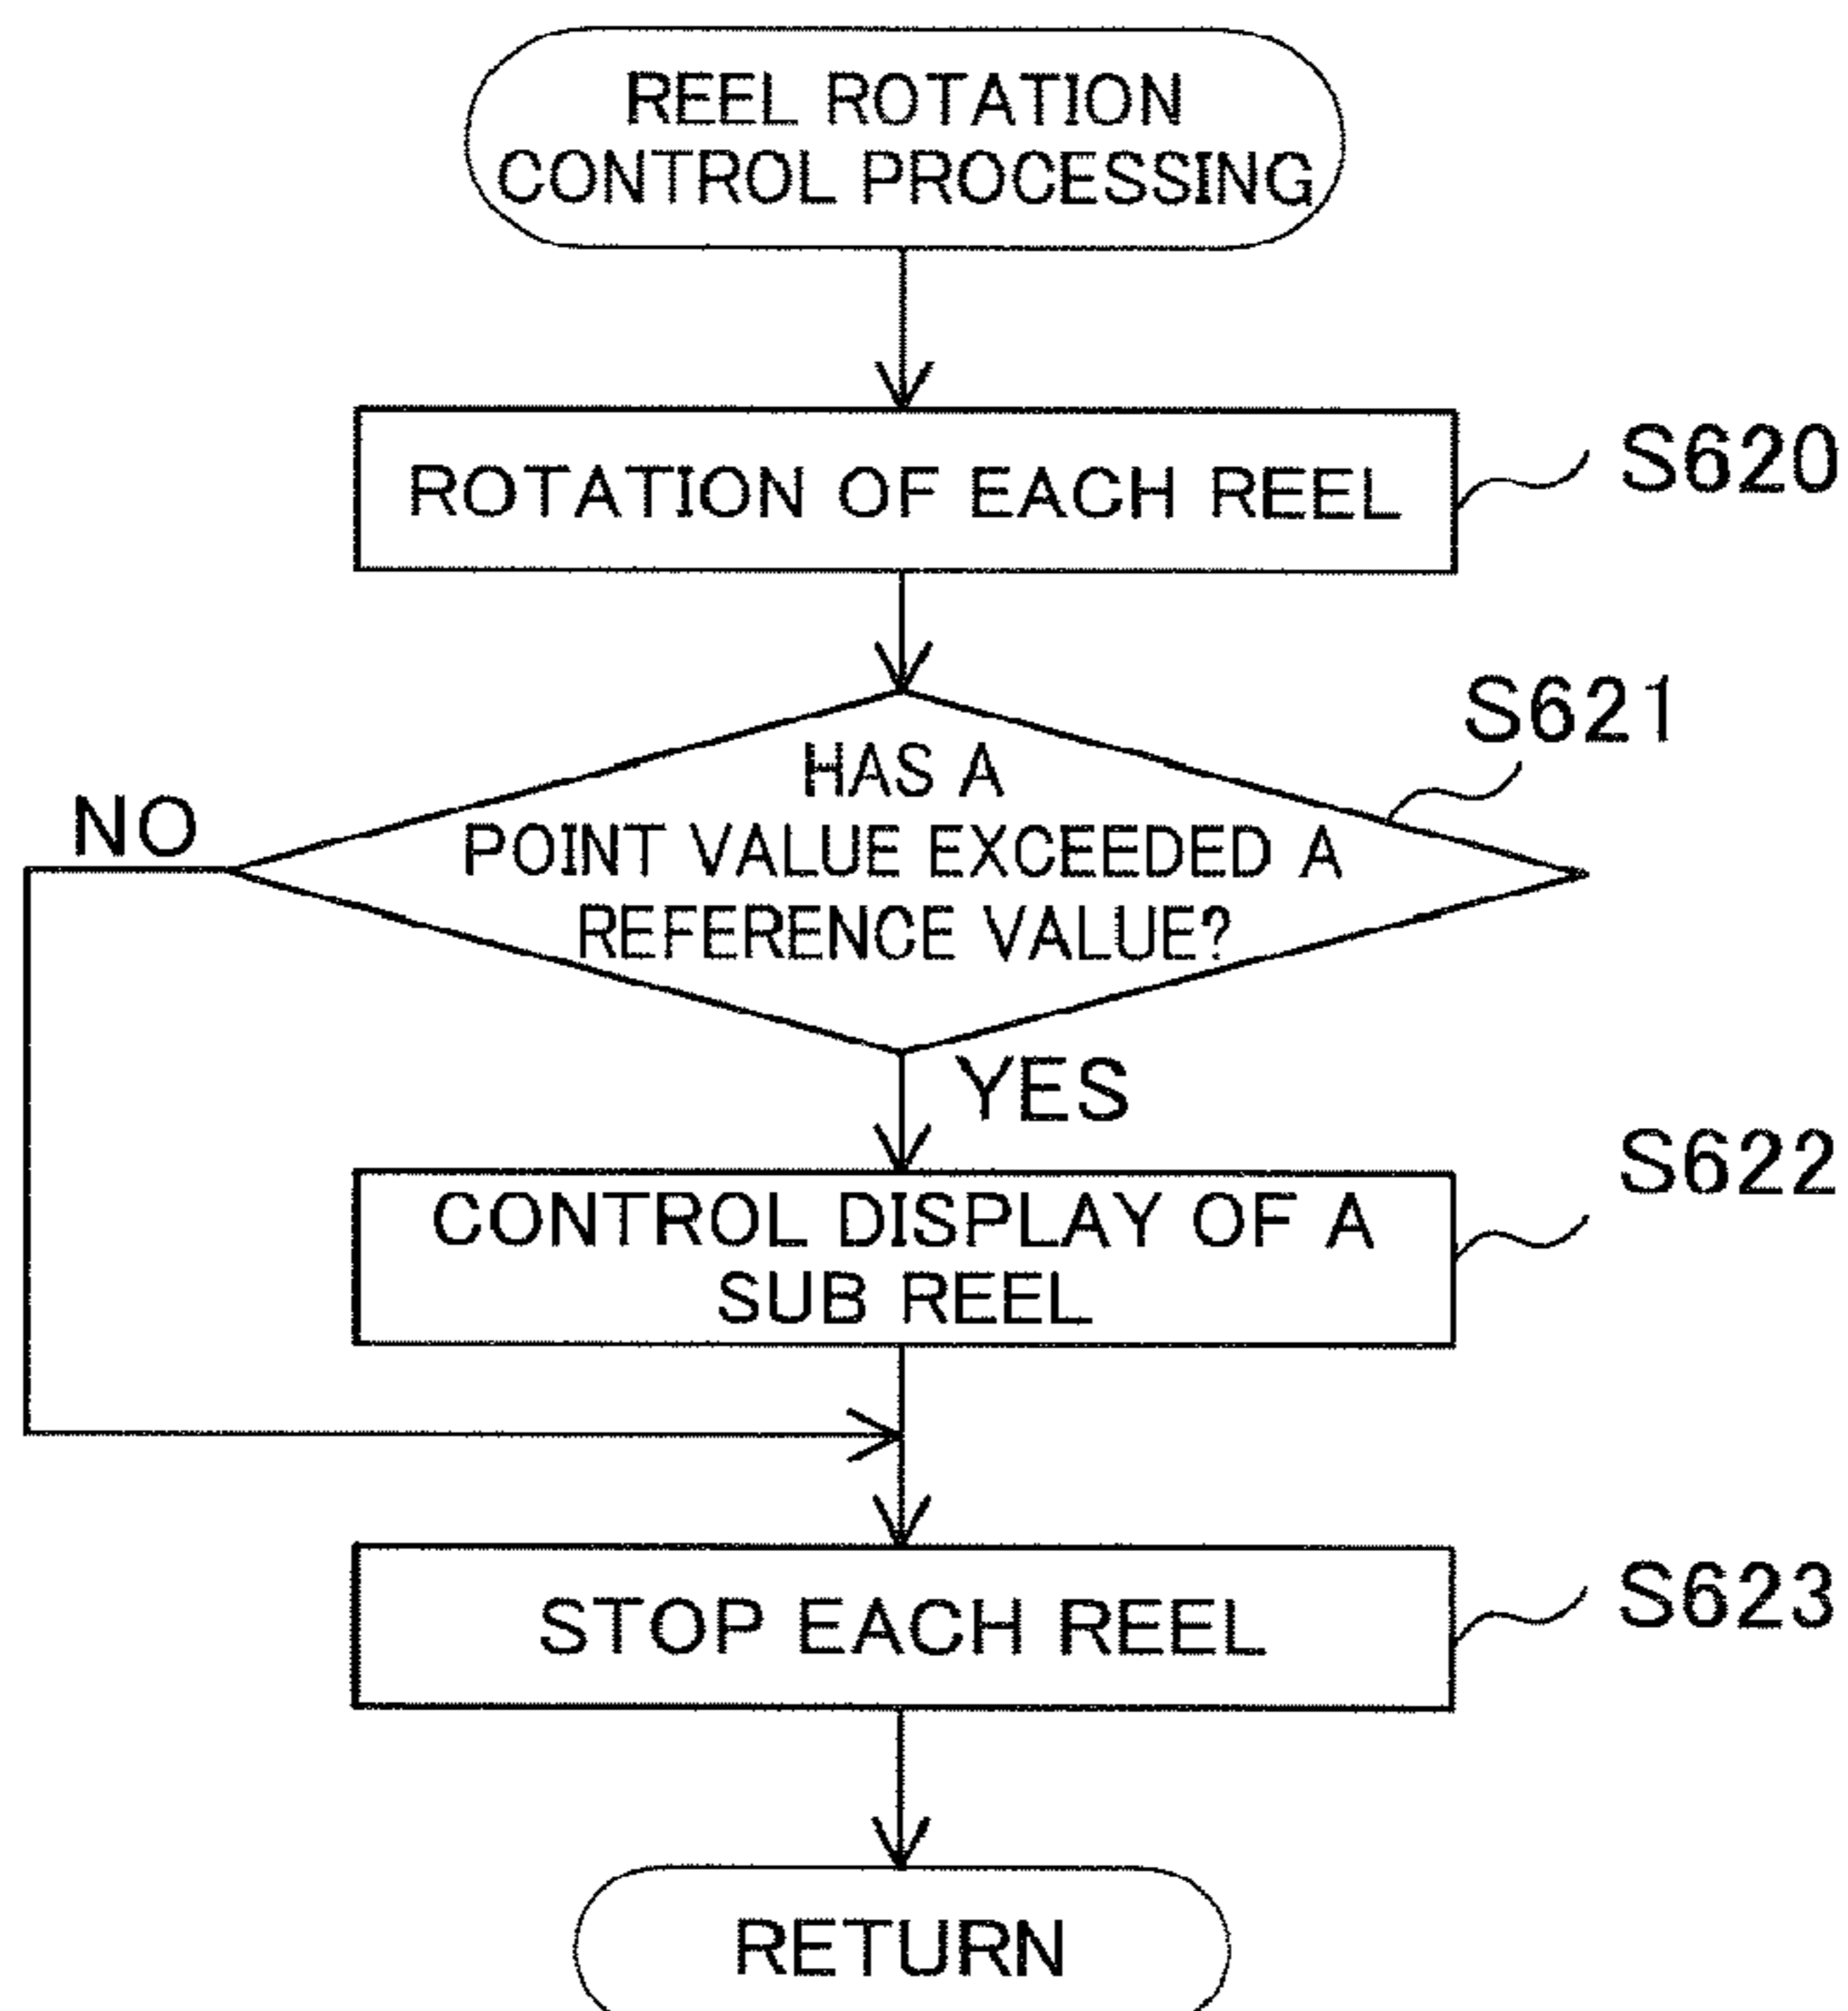 REEL ROTATION
CONTROL PROCESSING
ROTATION OF EACH REEL
S620
S621
HAS A
POINT VALUE EXCEEDED A
REFERENCE VALUE?
NO
YES
S622
CONTROL DISPLAY OF A
SUB REEL
STOP EACH REEL
S623
RETURN